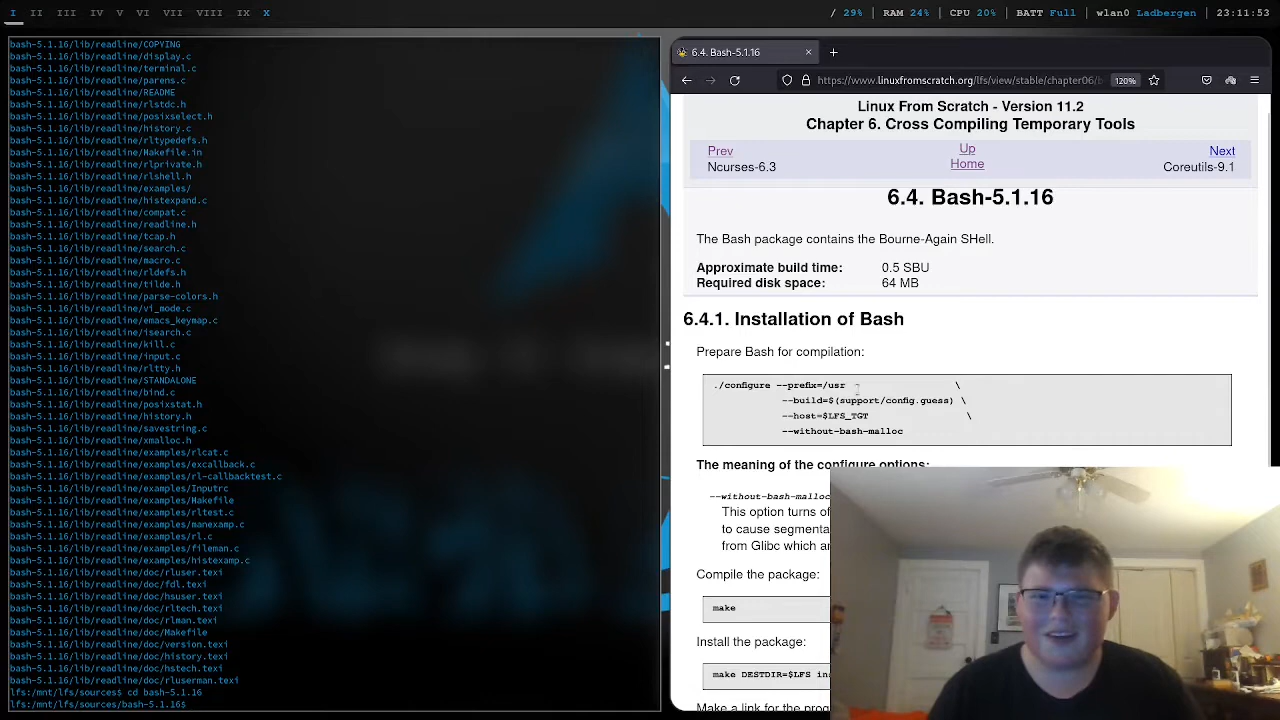 I II III IV V VI VII VIII IX X / 29% RAM 24% CPU 20% BATT Full wlan0 Ladbergen 23:11:53
bash-5.1.16/lib/readline/COPYING
bash-5.1.16/lib/readline/display.c
bash-5.1.16/lib/readline/terminal.c
bash-5.1.16/lib/readline/parens.c
bash-5.1.16/lib/readline/README
bash-5.1.16/lib/readline/rlstdc.h
bash-5.1.16/lib/readline/posixselect.h
bash-5.1.16/lib/readline/history.c
bash-5.1.16/lib/readline/rltypedefs.h
bash-5.1.16/lib/readline/Makefile.in
bash-5.1.16/lib/readline/rlprivate.h
bash-5.1.16/lib/readline/rlshell.h
bash-5.1.16/lib/readline/examples/
bash-5.1.16/lib/readline/histexpand.c
bash-5.1.16/lib/readline/compat.c
bash-5.1.16/lib/readline/readline.h
bash-5.1.16/lib/readline/tcap.h
bash-5.1.16/lib/readline/search.c
bash-5.1.16/lib/readline/macro.c
bash-5.1.16/lib/readline/rldefs.h
bash-5.1.16/lib/readline/tilde.h
bash-5.1.16/lib/readline/parse-colors.h
bash-5.1.16/lib/readline/vi_mode.c
bash-5.1.16/lib/readline/emacs_keymap.c
bash-5.1.16/lib/readline/isearch.c
bash-5.1.16/lib/readline/kill.c
bash-5.1.16/lib/readline/input.c
bash-5.1.16/lib/readline/rltty.h
bash-5.1.16/lib/readline/STANDALONE
bash-5.1.16/lib/readline/bind.c
bash-5.1.16/lib/readline/posixstat.h
bash-5.1.16/lib/readline/history.h
bash-5.1.16/lib/readline/savestring.c
bash-5.1.16/lib/readline/xmalloc.h
bash-5.1.16/lib/readline/examples/rlcat.c
bash-5.1.16/lib/readline/examples/excallback.c
bash-5.1.16/lib/readline/examples/rl-callbacktest.c
bash-5.1.16/lib/readline/examples/Inputrc
bash-5.1.16/lib/readline/examples/Makefile
bash-5.1.16/lib/readline/examples/rltest.c
bash-5.1.16/lib/readline/examples/manexamp.c
bash-5.1.16/lib/readline/examples/rl.c
bash-5.1.16/lib/readline/examples/fileman.c
bash-5.1.16/lib/readline/examples/histexamp.c
bash-5.1.16/lib/readline/doc/rluser.texi
bash-5.1.16/lib/readline/doc/fdl.texi
bash-5.1.16/lib/readline/doc/hsuser.texi
bash-5.1.16/lib/readline/doc/rltech.texi
bash-5.1.16/lib/readline/doc/rlman.texi
bash-5.1.16/lib/readline/doc/Makefile
bash-5.1.16/lib/readline/doc/version.texi
bash-5.1.16/lib/readline/doc/history.texi
bash-5.1.16/lib/readline/doc/hstech.texi
bash-5.1.16/lib/readline/doc/rluserman.texi
lfs:/mnt/lfs/sources$ cd bash-5.1.16
lfs:/mnt/lfs/sources/bash-5.1.16$
6.4. Bash-5.1.16
https://www.linuxfromscratch.org/lfs/view/stable/chapter06/b 120%
Linux From Scratch - Version 11.2
Chapter 6. Cross Compiling Temporary Tools
Prev Up Next
Ncurses-6.3 Home Coreutils-9.1
6.4. Bash-5.1.16
The Bash package contains the Bourne-Again SHell.
Approximate build time: 0.5 SBU
Required disk space: 64 MB
6.4.1. Installation of Bash
Prepare Bash for compilation:
./configure --prefix=/usr \
--build=$(support/config.guess) \
--host=$LFS_TGT \
--without-bash-malloc
The meaning of the configure options:
--without-bash-malloc
This option turns of
to cause segmenta
from Glibc which ar
Compile the package:
make
Install the package:
make DESTDIR=$LFS ins
Make a link for the pro